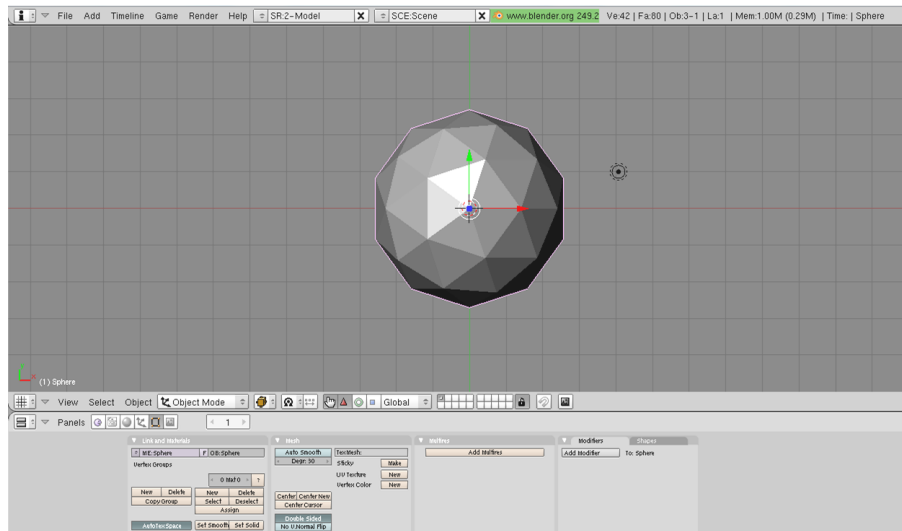 File Add Timeline Game Render Help SR:2-Model X SCE:Scene X www.blender.org 249.2 Ve:42 | Fa:80 | Ob:3-1 | La:1 | Mem:1.00M (0.29M) | Time: | Sphere
(1) Sphere
View Select Object Object Mode Global
Panels 1
Link and Materials
ME:Sphere F OB:Sphere
Vertex Groups
0 Mat 0 ?
New Delete New Delete
Copy Group Select Deselect
Assign
AutoTexSpace Set Smooth Set Solid
Mesh
Auto Smooth TexMesh:
Degr: 30 Sticky Make
UV Texture New
Vertex Color New
Center Center New
Center Cursor
Double Sided
No V.Normal Flip
Multires
Add Multires
Modifiers Shapes
Add Modifier To: Sphere